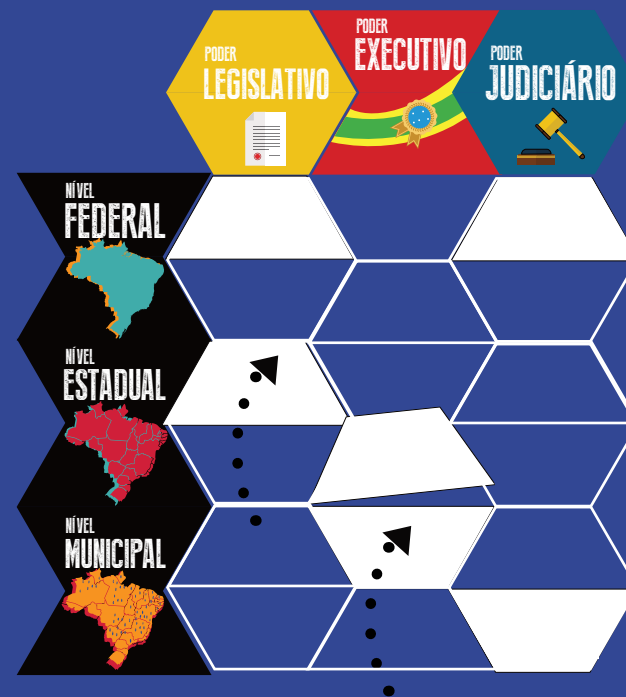 PODER
LEGISLATIVO
PODER
EXECUTIVO
PODER
JUDICIÁRIO
NÍVEL
FEDERAL
NÍVEL
ESTADUAL
NÍVEL
MUNICIPAL